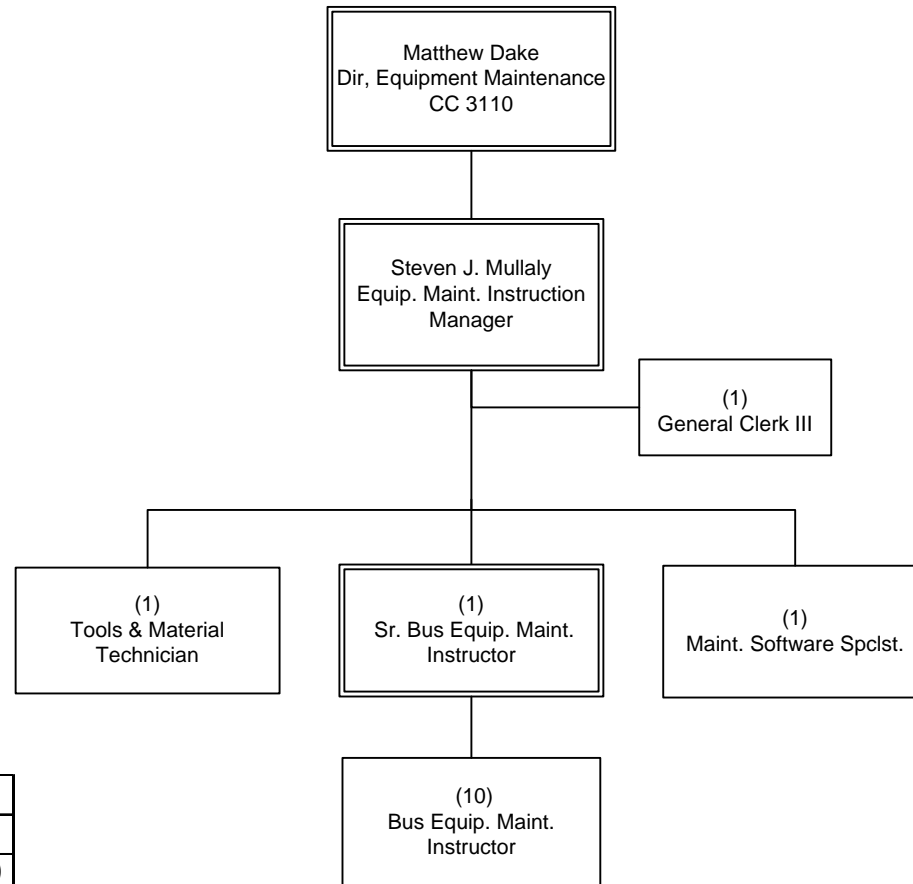 Matthew Dake
Dir, Equipment Maintenance
CC 3110
Steven J. Mullaly
Equip. Maint. Instruction
Manager
(1)
General Clerk III
(1)
Tools & Material
Technician
(1)
Sr. Bus Equip. Maint.
Instructor
(1)
Maint. Software Spclst.
(10)
Bus Equip. Maint.
Instructor
)